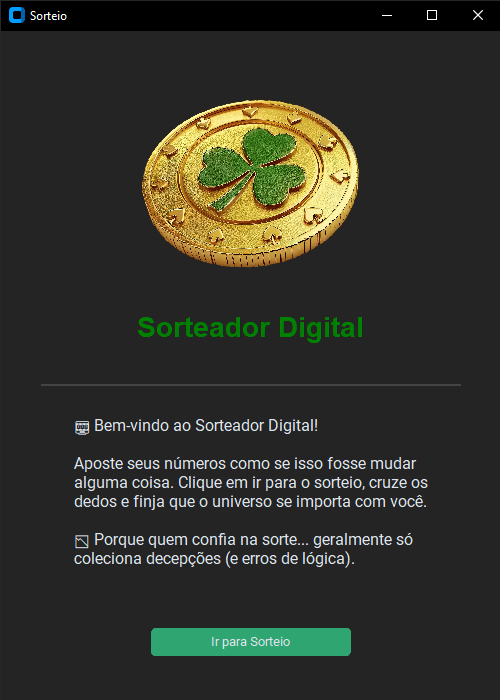 Sorteio
Sorteador Digital
Bem-vindo ao Sorteador Digital!
Aposte seus números como se isso fosse mudar
alguma coisa. Clique em ir para o sorteio, cruze os
dedos e finja que o universo se importa com você.
Porque quem confia na sorte... geralmente só
coleciona decepções (e erros de lógica).
Ir para Sorteio